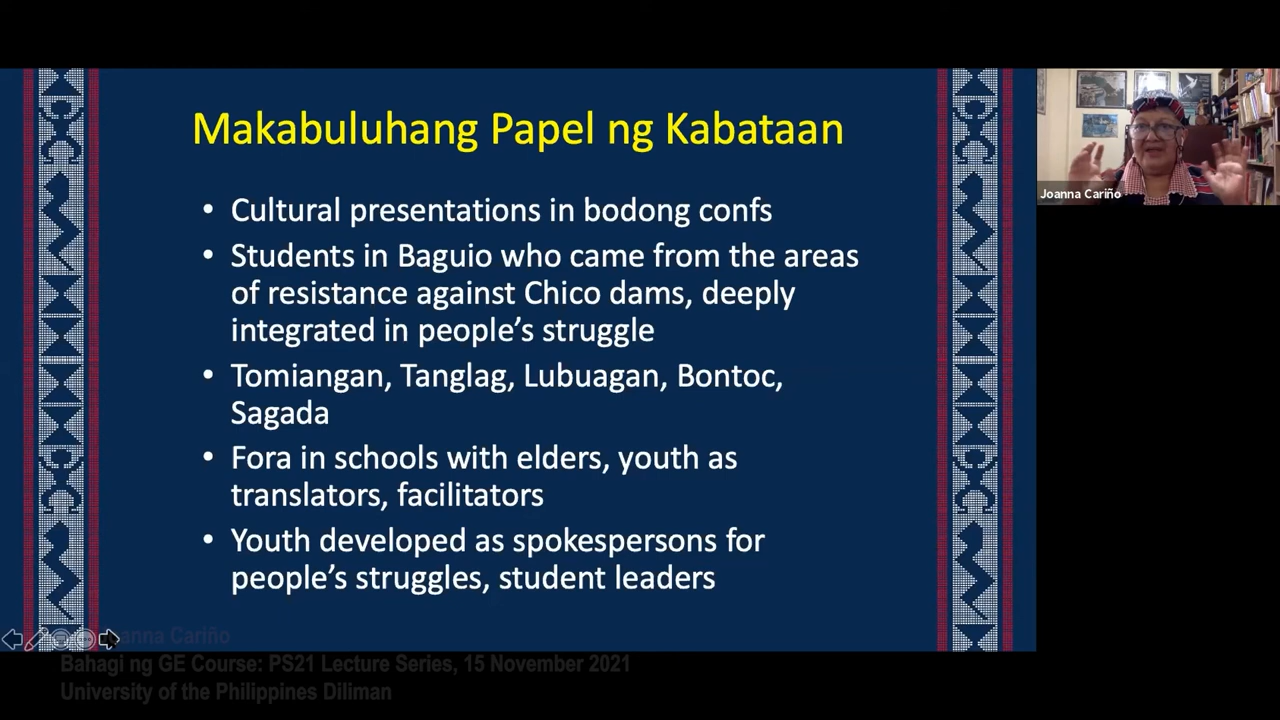 Makabuluhang Papel ng Kabataan
• Cultural presentations in bodong confs
• Students in Baguio who came from the areas
of resistance against Chico dams, deeply
integrated in people's struggle
• Tomiangan, Tanglag, Lubuagan, Bontoc,
Sagada
• Fora in schools with elders, youth as
translators, facilitators
• Youth developed as spokespersons for
people's struggles, student leaders
Joanna Cariño
anna Cariño
Bahagi ng GE Course: PS21 Lecture Series, 15 November 2021
University of the Philippines Diliman